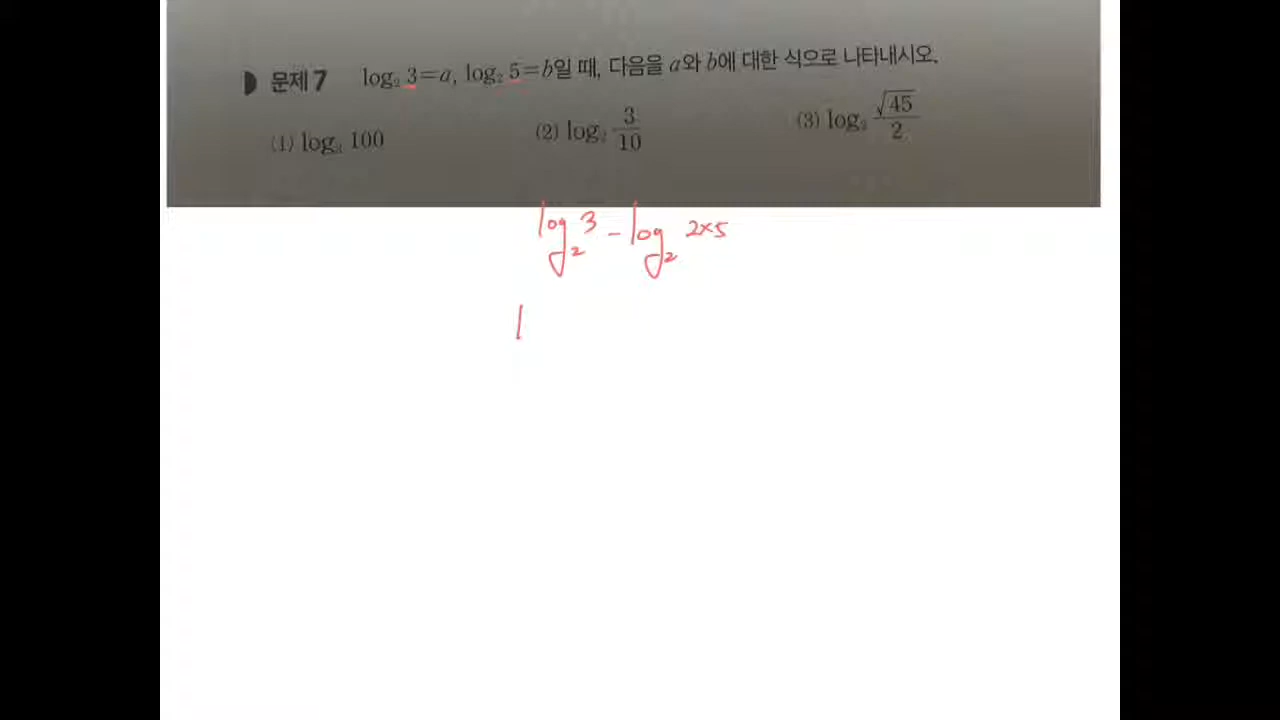 문제 7 log₂ 3=a, log₂ 5=b일 때, 다음을 a와 b에 대한 식으로 나타내시오.
(1) log₂ 100 (2) log₂ 3/10 (3) log₂ √45/2
log₂ 3 - log₂ 2×5
l